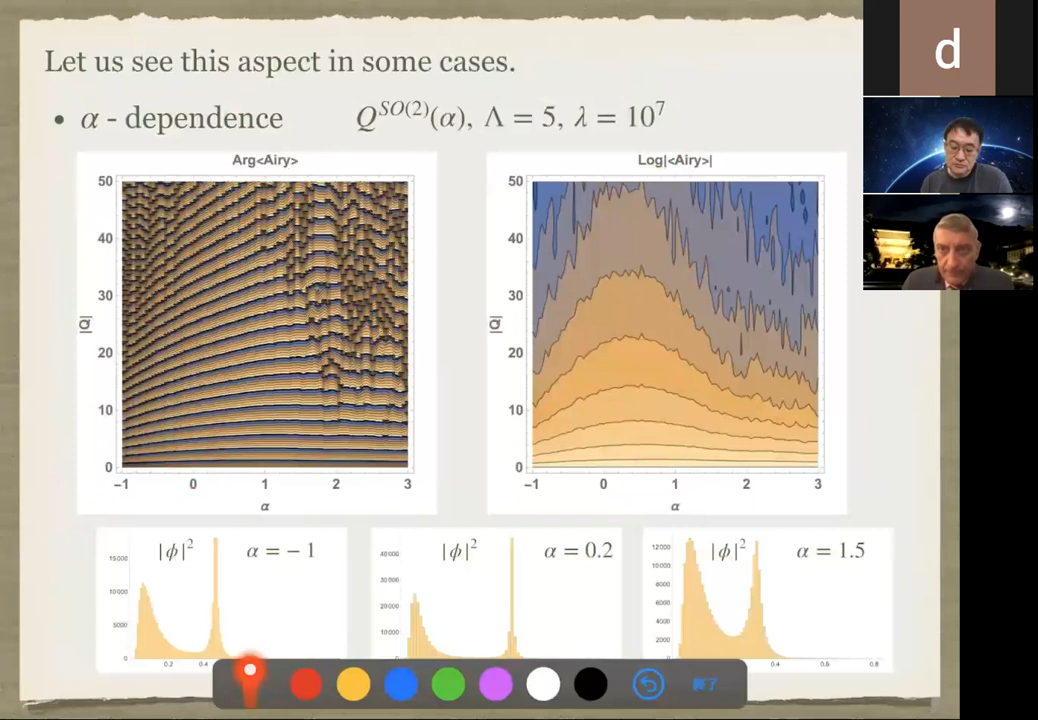 Let us see this aspect in some cases.
• α - dependence Q^{SO(2)}(α), Λ = 5, λ = 10^7
Arg<Airy> Log|<Airy>|
50 50
40 40
30 30
|Q| |Q|
20 20
10 10
0 0
-1 0 1 2 3 -1 0 1 2 3
α α
|ϕ|² α = − 1 |ϕ|² α = 0.2 |ϕ|² α = 1.5
15000 40000 12000
10000 30000 10000
8000
20000 6000
5000 10000 4000
2000
0 0
0.2 0.4 0.4 0.6 0.8
d